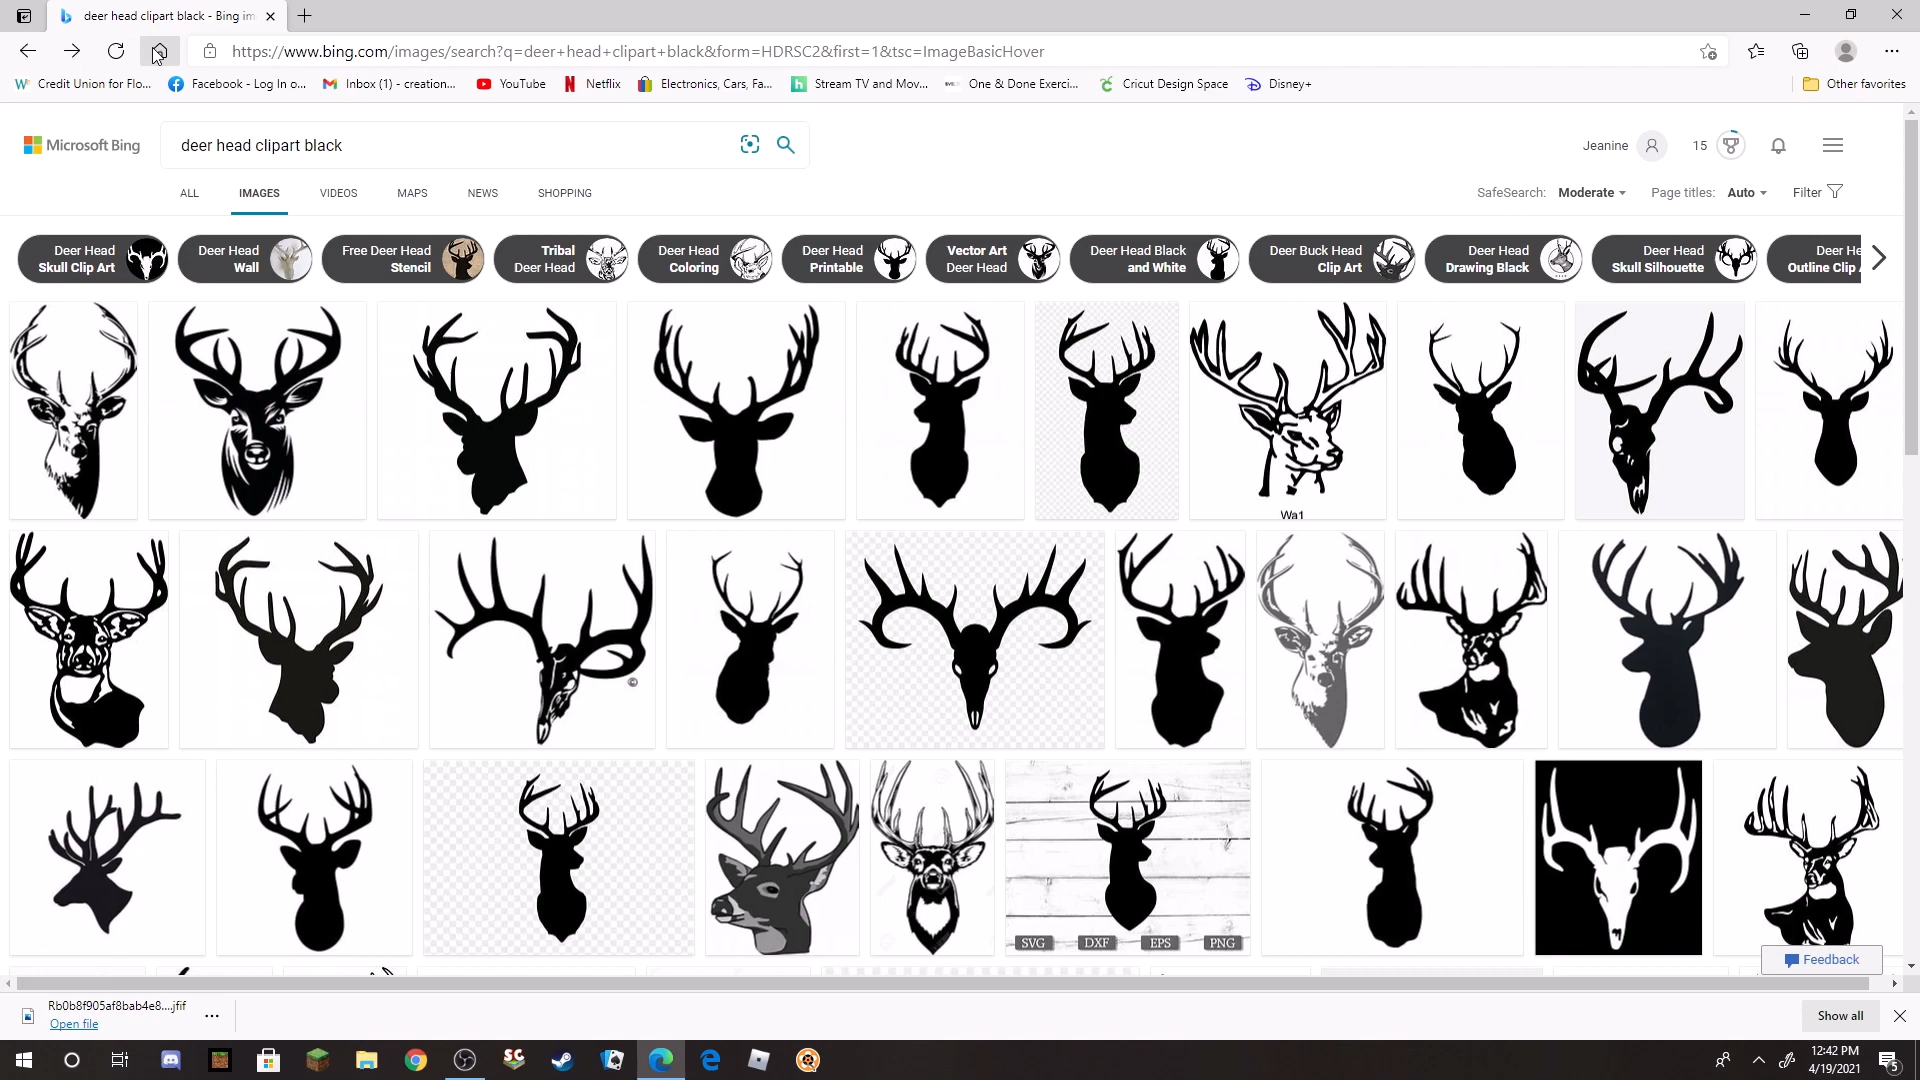 deer head clipart black - Bing im
https://www.bing.com/images/search?q=deer+head+clipart+black&form=HDRSC2&first=1&tsc=ImageBasicHover
Credit Union for Flo... Facebook - Log In o... Inbox (1) - creation... YouTube Netflix Electronics, Cars, Fa... Stream TV and Mov... One & Done Exerci... Cricut Design Space Disney+ Other favorites
Microsoft Bing deer head clipart black Jeanine 15
ALL IMAGES VIDEOS MAPS NEWS SHOPPING SafeSearch: Moderate Page titles: Auto Filter
Deer Head
Skull Clip Art
Deer Head
Wall
Free Deer Head
Stencil
Tribal
Deer Head
Deer Head
Coloring
Deer Head
Printable
Vector Art
Deer Head
Deer Head Black
and White
Deer Buck Head
Clip Art
Deer Head
Drawing Black
Deer Head
Skull Silhouette
Deer He
Outline Clip
Wa1
©
SVG DXF EPS PNG
Feedback
Rb0b8f905af8bab4e8....jfif
Open file
Show all
12:42 PM
4/19/2021
5